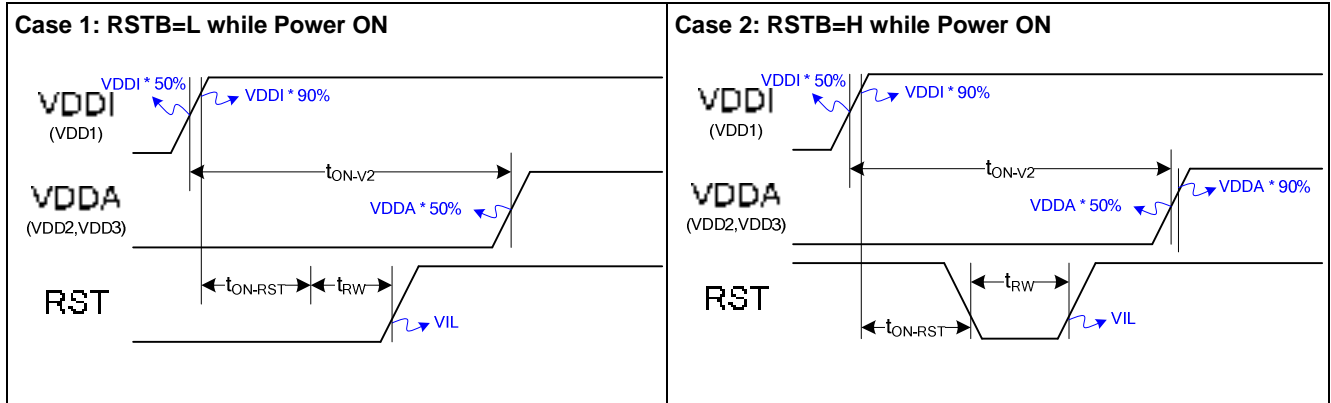 Case 1: RSTB=L while Power ON
VDDI * 50%
VDDI * 90%
VDDI
(VDD1)
tON-V2
VDDA
(VDD2,VDD3)
VDDA * 50%
tON-RST
tRW
RST
VIL
Case 2: RSTB=H while Power ON
VDDI * 50%
VDDI * 90%
VDDI
(VDD1)
tON-V2
VDDA * 90%
VDDA
(VDD2,VDD3)
VDDA * 50%
tRW
RST
VIL
tON-RST